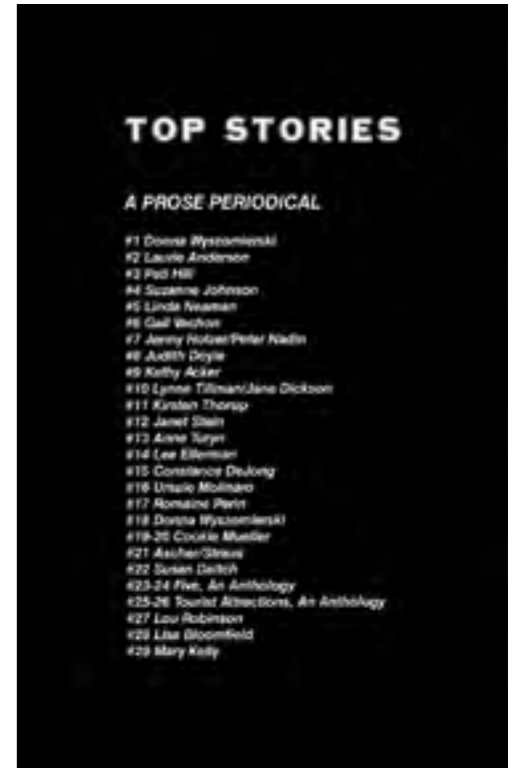 TOP STORIES
A PROSE PERIODICAL
#1 Donna Wyszomierski
#2 Laurie Anderson
#3 Pati Hill
#4 Suzanne Johnson
#5 Linda Neaman
#6 Gail Vachon
#7 Jenny Holzer/Peter Nadin
#8 Judith Doyle
#9 Kathy Acker
#10 Lynne Tillman/Jane Dickson
#11 Kirsten Thorup
#12 Janet Stein
#13 Anne Turyn
#14 Lee Eiferman
#15 Constance DeJong
#16 Ursule Molinaro
#17 Romaine Perin
#18 Donna Wyszomierski
#19-20 Cookie Mueller
#21 Ascher/Straus
#22 Susan Daitch
#23-24 Five, An Anthology
#25-26 Tourist Attractions, An Anthology
#27 Lou Robinson
#28 Lisa Bloomfield
#29 Mary Kelly